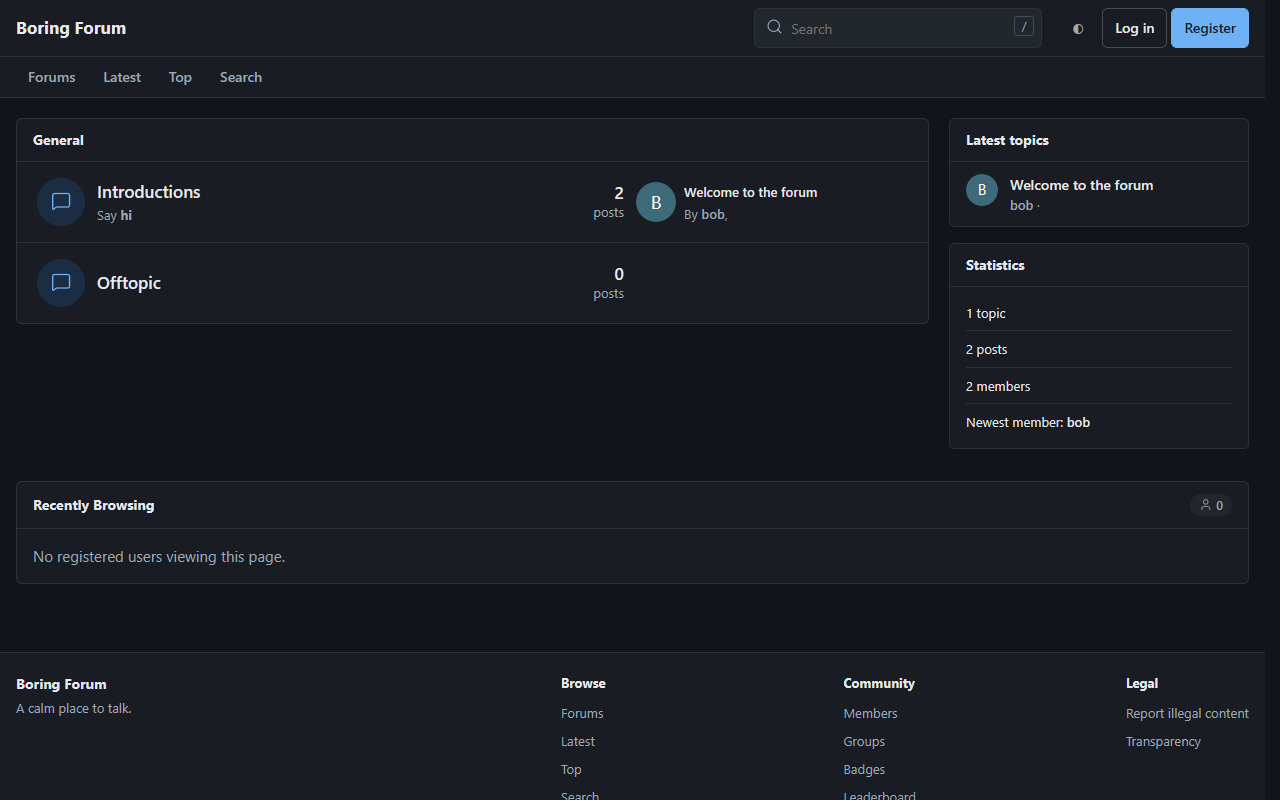 Boring Forum
Search
/
Log in
Register
Forums
Latest
Top
Search
General
Introductions
Say hi
2
posts
B
Welcome to the forum
By bob,
Offtopic
0
posts
Latest topics
B
Welcome to the forum
bob ·
Statistics
1 topic
2 posts
2 members
Newest member: bob
Recently Browsing
0
No registered users viewing this page.
Boring Forum
A calm place to talk.
Browse
Forums
Latest
Top
Search
Community
Members
Groups
Badges
Leaderboard
Legal
Report illegal content
Transparency